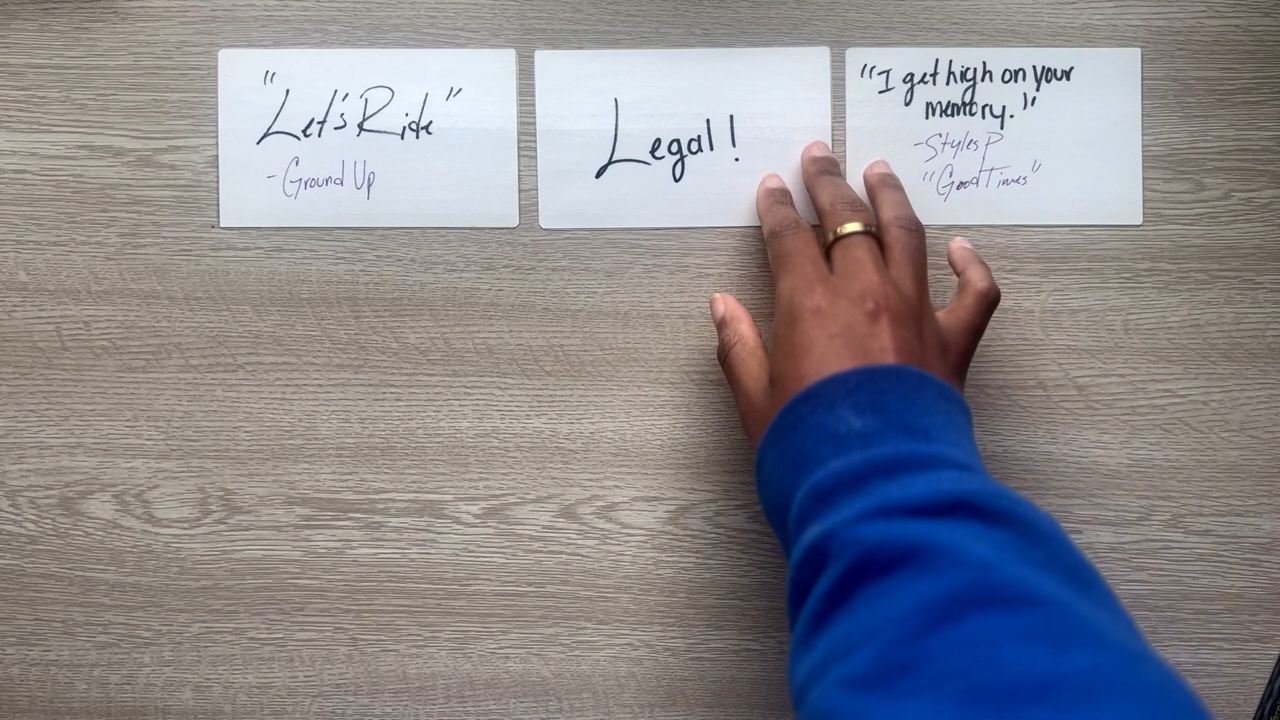 "Let's Ride"
-Ground Up
Legal!
"I get high on your
memory."
-Styles P
"Good Times"